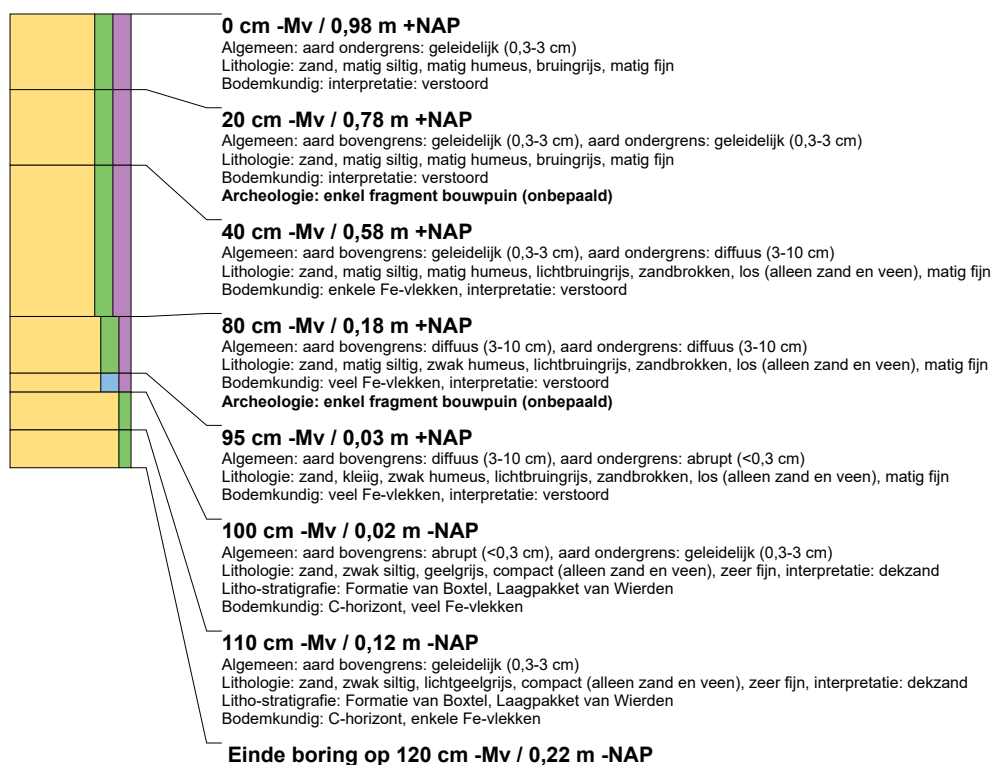 0 cm -Mv / 0,98 m +NAP
Algemeen: aard ondergrens: geleidelijk (0,3-3 cm)
Lithologie: zand, matig siltig, matig humeus, bruingrijs, matig fijn
Bodemkundig: interpretatie: verstoord
20 cm -Mv / 0,78 m +NAP
Algemeen: aard bovengrens: geleidelijk (0,3-3 cm), aard ondergrens: geleidelijk (0,3-3 cm)
Lithologie: zand, matig siltig, matig humeus, bruingrijs, matig fijn
Bodemkundig: interpretatie: verstoord
Archeologie: enkel fragment bouwpuin (onbepaald)
40 cm -Mv / 0,58 m +NAP
Algemeen: aard bovengrens: geleidelijk (0,3-3 cm), aard ondergrens: diffuus (3-10 cm)
Lithologie: zand, matig siltig, matig humeus, lichtbruingrijs, zandbrokken, los (alleen zand en veen), matig fijn
Bodemkundig: enkele Fe-vlekken, interpretatie: verstoord
80 cm -Mv / 0,18 m +NAP
Algemeen: aard bovengrens: diffuus (3-10 cm), aard ondergrens: diffuus (3-10 cm)
Lithologie: zand, matig siltig, zwak humeus, lichtbruingrijs, zandbrokken, los (alleen zand en veen), matig fijn
Bodemkundig: veel Fe-vlekken, interpretatie: verstoord
Archeologie: enkel fragment bouwpuin (onbepaald)
95 cm -Mv / 0,03 m +NAP
Algemeen: aard bovengrens: diffuus (3-10 cm), aard ondergrens: abrupt (<0,3 cm)
Lithologie: zand, kleiig, zwak humeus, lichtbruingrijs, zandbrokken, los (alleen zand en veen), matig fijn
Bodemkundig: veel Fe-vlekken, interpretatie: verstoord
100 cm -Mv / 0,02 m -NAP
Algemeen: aard bovengrens: abrupt (<0,3 cm), aard ondergrens: geleidelijk (0,3-3 cm)
Lithologie: zand, zwak siltig, geelgrijs, compact (alleen zand en veen), zeer fijn, interpretatie: dekzand
Litho-stratigrafie: Formatie van Boxtel, Laagpakket van Wierden
Bodemkundig: C-horizont, veel Fe-vlekken
110 cm -Mv / 0,12 m -NAP
Algemeen: aard bovengrens: geleidelijk (0,3-3 cm)
Lithologie: zand, zwak siltig, lichtgeelgrijs, compact (alleen zand en veen), zeer fijn, interpretatie: dekzand
Litho-stratigrafie: Formatie van Boxtel, Laagpakket van Wierden
Bodemkundig: C-horizont, enkele Fe-vlekken
Einde boring op 120 cm -Mv / 0,22 m -NAP